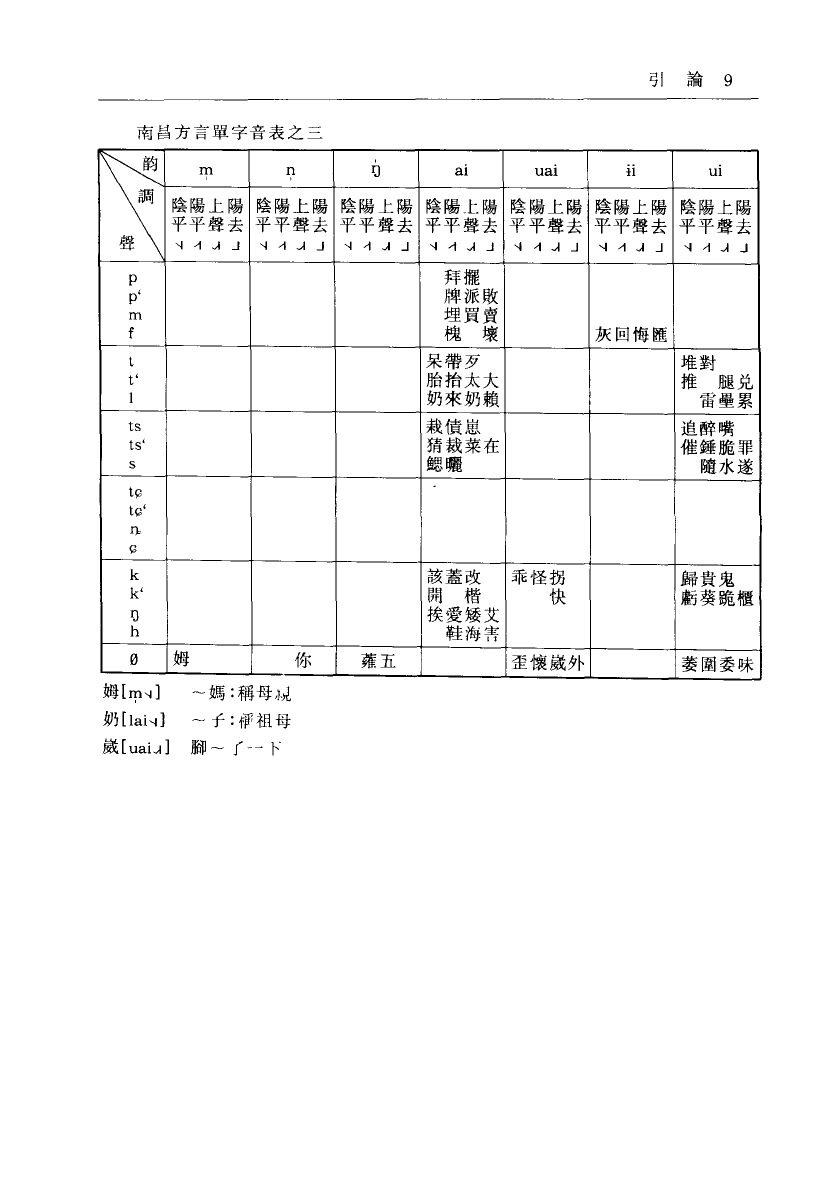 引 論 9
南昌方言單字音表之三
韵 m̩ n̩ ŋ̍ ai uai ɨi ui
調
聲
陰陽上陽 陰陽上陽 陰陽上陽 陰陽上陽 陰陽上陽 陰陽上陽 陰陽上陽
平平聲去 平平聲去 平平聲去 平平聲去 平平聲去 平平聲去 平平聲去
p 拜擺
p‘ 牌派敗
m 埋買賣
f 槐 壞 灰回悔匯
t 呆帶歹 堆對
t‘ 胎抬太大 推 腿兑
l 奶來奶賴 雷壘累
ts 栽債崽 追醉嘴
ts‘ 猜裁菜在 催錘脆罪
s 鰓曬 隨水遂
tɕ
tɕ‘
ȵ
ɕ
k 該蓋改 乖怪拐 歸貴鬼
k‘ 開 楷 快 虧葵跪櫃
ŋ 挨愛矮艾
h 鞋海害
ø 姆 你 蕹五 歪懷崴外 萎圍委味
姆[m̩] ～媽：稱母親
奶[lai] ～子：稱祖母
崴[uai] 腳～了一下